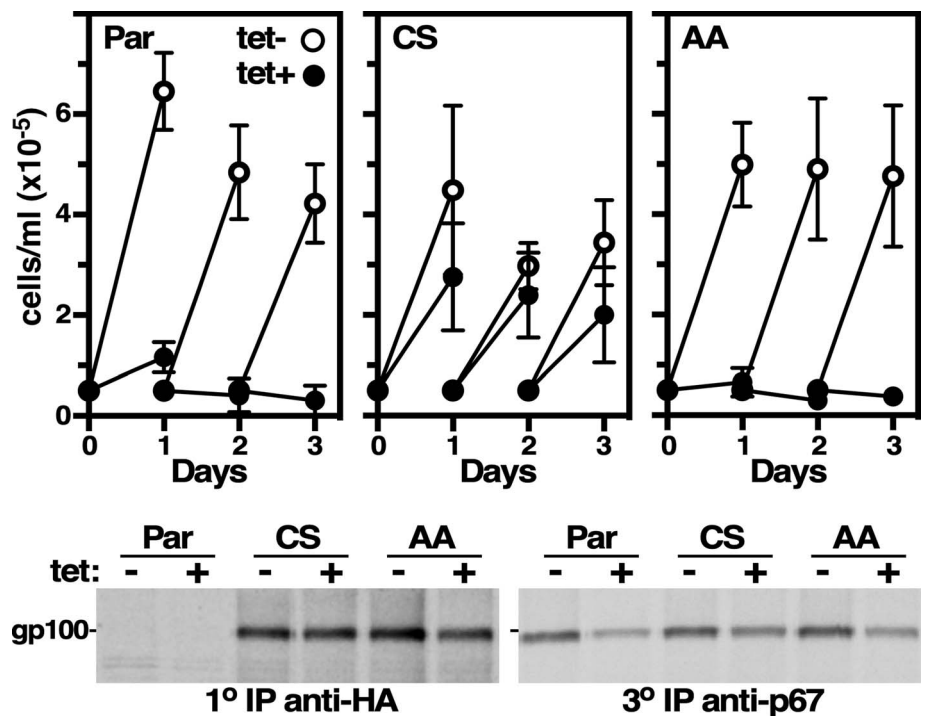 Par
tet-
tet+
CS
AA
cells/ml (x10-5)
6
4
2
0
0 1 2 3
0 1 2 3
0 1 2 3
Days
Days
Days
Par CS AA Par CS AA
tet: - + - + - + - + - + - +
gp100-
1º IP anti-HA
3º IP anti-p67